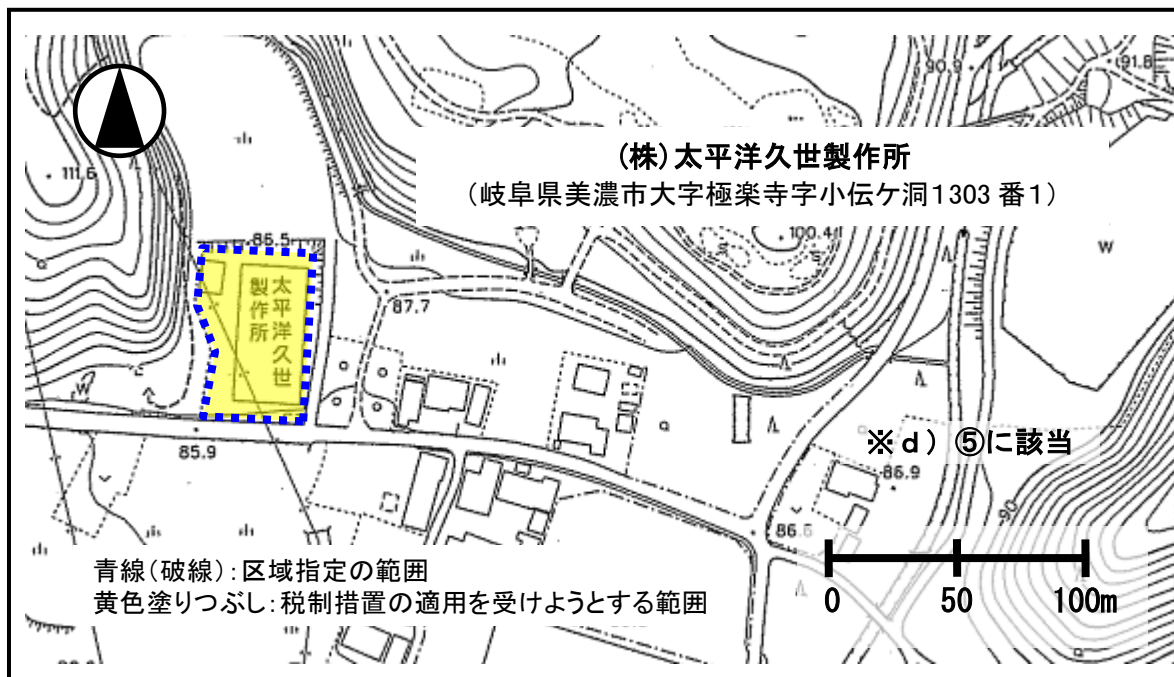 90.9
91.8
(株)太平洋久世製作所
(岐阜県美濃市大字極楽寺字小伝ケ洞1303番1)
111.6
100.4
W
86.5
太平洋久世
製作所
87.7
85.9
※d)⑤に該当
86.9
90
86.6
青線(破線):区域指定の範囲
黄色塗りつぶし:税制措置の適用を受けようとする範囲
0 50 100m